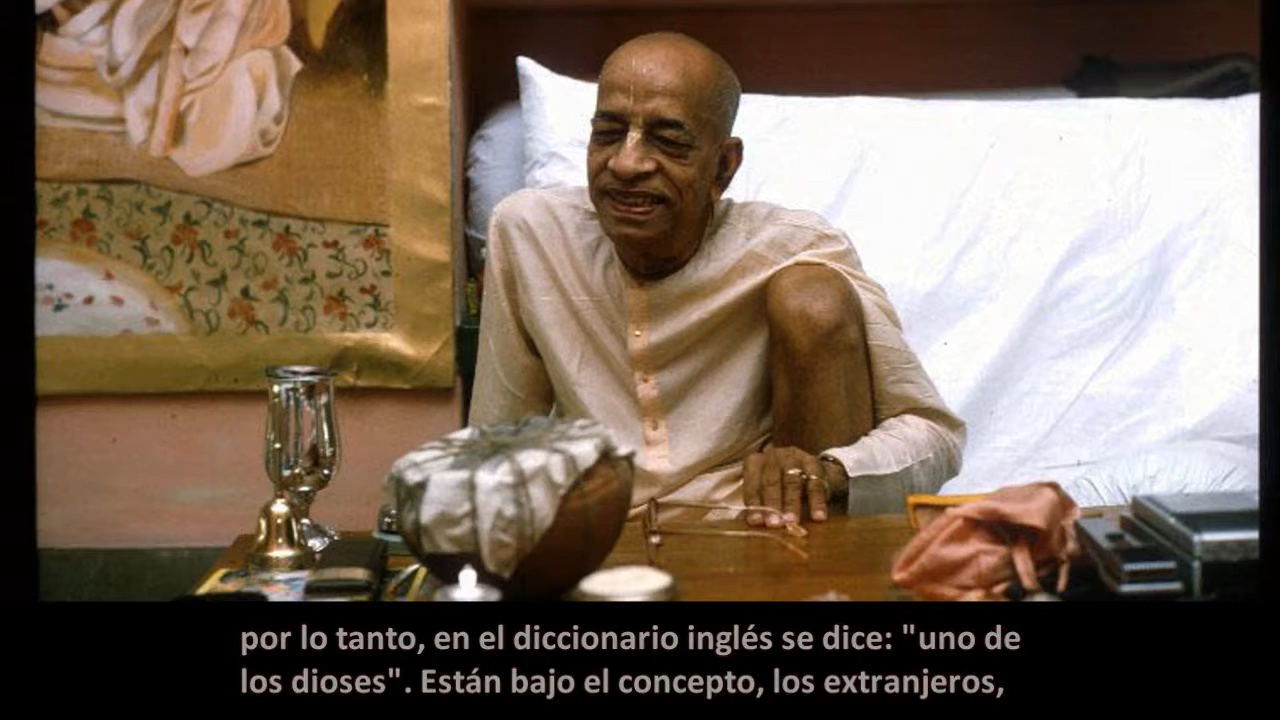 por lo tanto, en el diccionario inglés se dice: "uno de
los dioses". Están bajo el concepto, los extranjeros,